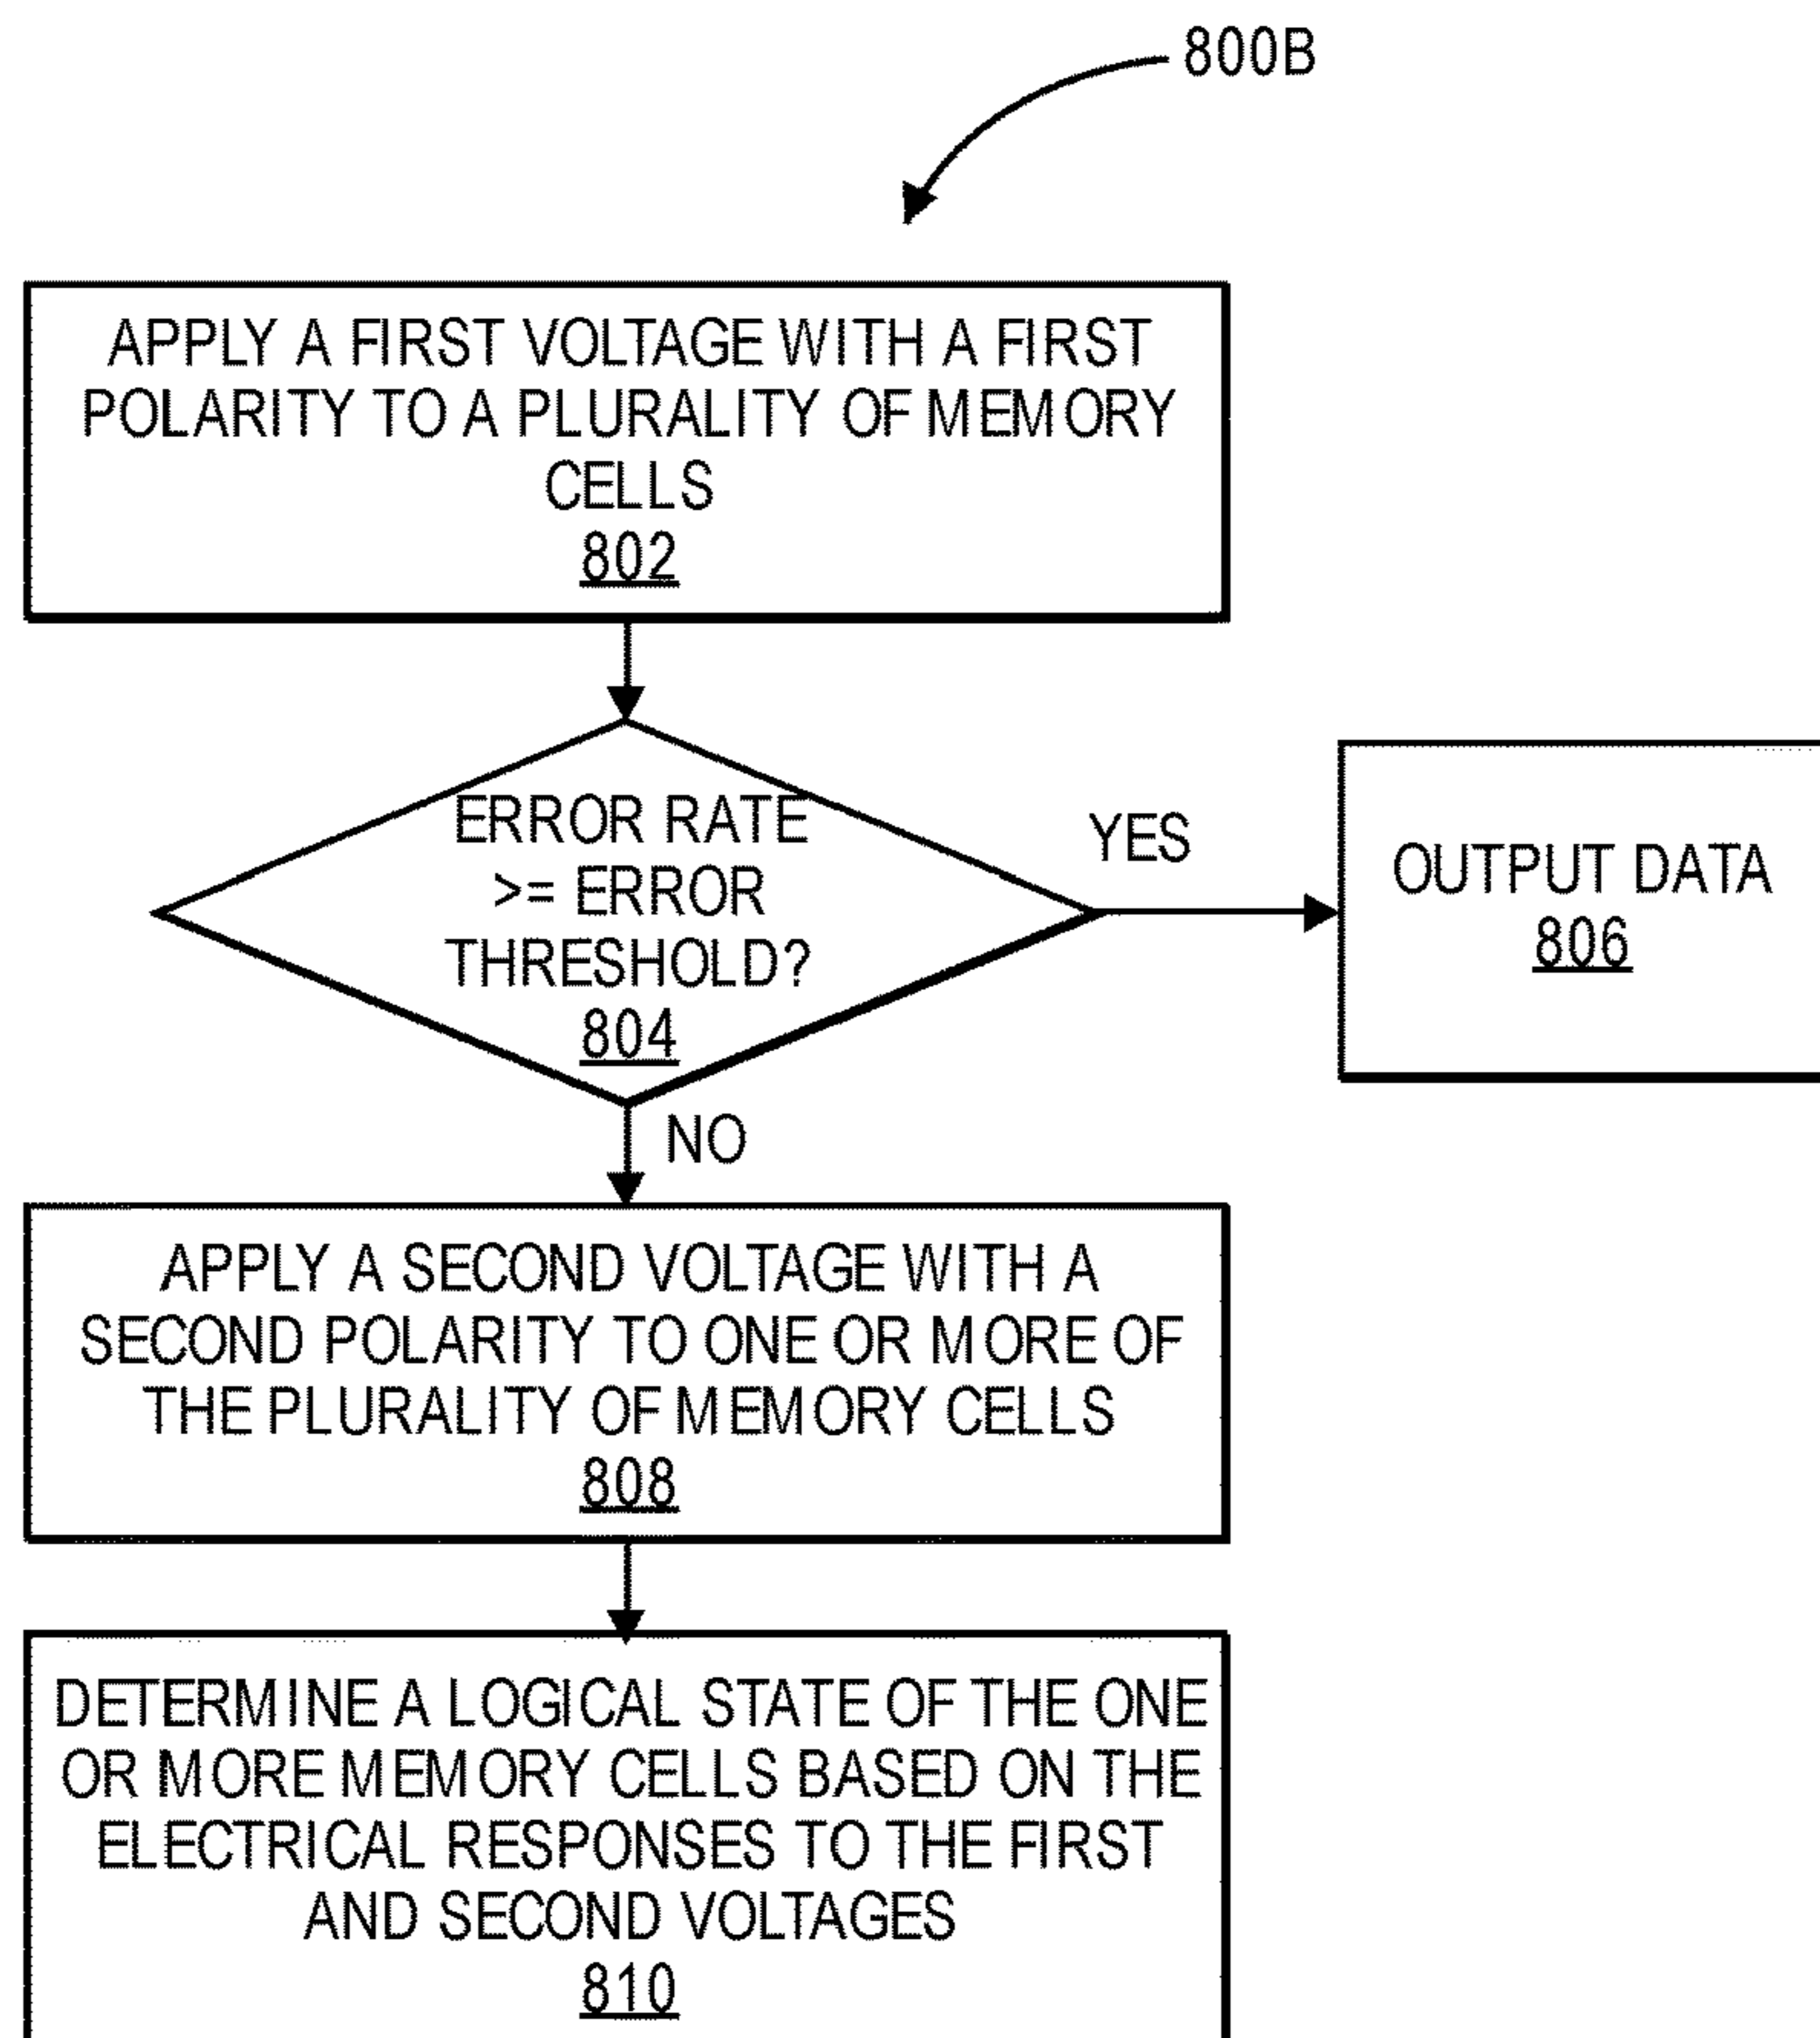 800B
APPLY A FIRST VOLTAGE WITH A FIRST
POLARITY TO A PLURALITY OF MEMORY
CELLS
802
ERROR RATE
>= ERROR
THRESHOLD?
804
YES
OUTPUT DATA
806
NO
APPLY A SECOND VOLTAGE WITH A
SECOND POLARITY TO ONE OR MORE OF
THE PLURALITY OF MEMORY CELLS
808
DETERMINE A LOGICAL STATE OF THE ONE
OR MORE MEMORY CELLS BASED ON THE
ELECTRICAL RESPONSES TO THE FIRST
AND SECOND VOLTAGES
810